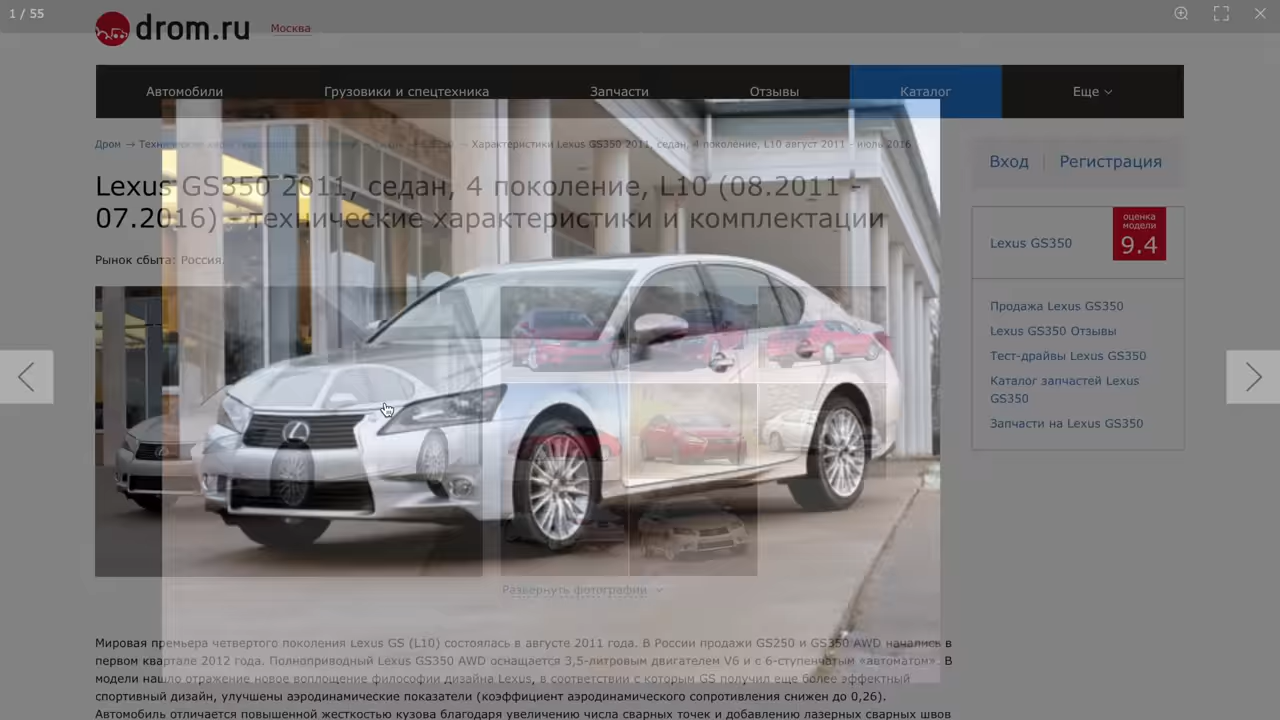 1 / 55
drom.ru
Москва
Автомобили
Грузовики и спецтехника
Запчасти
Отзывы
Каталог
Еще
Дром → → Характеристики Lexus GS350 2011, седан, 4 поколение, L10 август 2011 - июль 2016
Вход | Регистрация
Lexus GS350 2011, седан, 4 поколение, L10 (08.2011 -
07.2016) - технические характеристики и комплектации
Рынок сбыта: Россия.
Lexus GS350
оценка
модели
9.4
Продажа Lexus GS350
Lexus GS350 Отзывы
Тест-драйвы Lexus GS350
Каталог запчастей Lexus
GS350
Запчасти на Lexus GS350
Развернуть фотографии
Мировая премьера четвертого поколения Lexus GS (L10) состоялась в августе 2011 года. В России продажи GS250 и GS350 AWD начались в
первом квартале 2012 года. Полноприводный Lexus GS350 AWD оснащается 3,5-литровым двигателем V6 и с 6-ступенчатым «автоматом». В
модели нашло отражение новое воплощение философии дизайна Lexus, в соответствии с которым GS получил еще более эффектный
спортивный дизайн, улучшены аэродинамические показатели (коэффициент аэродинамического сопротивления снижен до 0,26).
Автомобиль отличается повышенной жесткостью кузова благодаря увеличению числа сварных точек и добавлению лазерных сварных швов